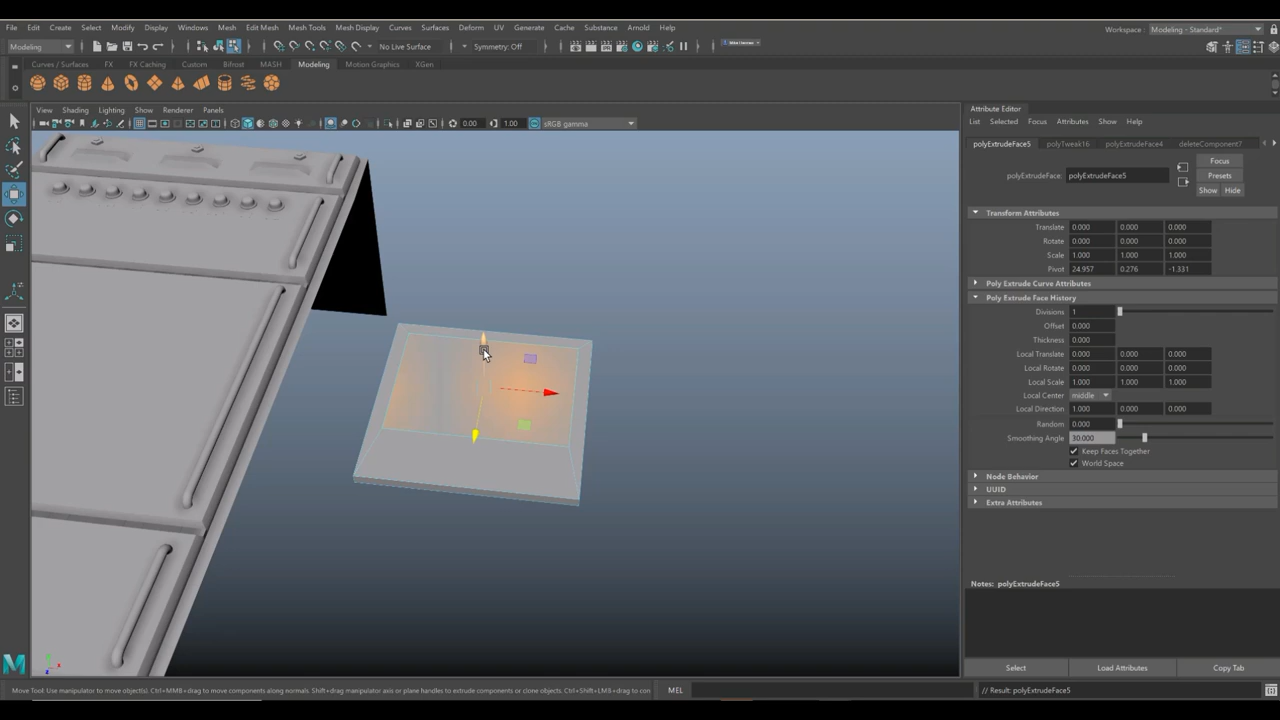 File Edit Create Select Modify Display Windows Mesh Edit Mesh Mesh Tools Mesh Display Curves Surfaces Deform UV Generate Cache Substance Arnold Help
Workspace : Modeling - Standard*
Modeling
No Live Surface
Symmetry: Off
Curves / Surfaces FX FX Caching Custom Bifrost MASH Modeling Motion Graphics XGen
View Shading Lighting Show Renderer Panels
0.00
1.00
sRGB gamma
Attribute Editor
List Selected Focus Attributes Show Help
polyExtrudeFace5 polyTweak16 polyExtrudeFace4 deleteComponent7
Focus
polyExtrudeFace: polyExtrudeFace5
Presets
Show Hide
Transform Attributes
Translate 0.000 0.000 0.000
Rotate 0.000 0.000 0.000
Scale 1.000 1.000 1.000
Pivot 24.957 0.276 -1.331
Poly Extrude Curve Attributes
Poly Extrude Face History
Divisions 1
Offset 0.000
Thickness 0.000
Local Translate 0.000 0.000 0.000
Local Rotate 0.000 0.000 0.000
Local Scale 1.000 1.000 1.000
Local Center middle
Local Direction 1.000 0.000 0.000
Random 0.000
Smoothing Angle 30.000
Keep Faces Together
World Space
Node Behavior
UUID
Extra Attributes
Notes: polyExtrudeFace5
Select Load Attributes Copy Tab
Move Tool: Use manipulator to move object(s). Ctrl+MMB+drag to move components along normals. Shift+drag manipulator axis or plane handles to extrude components or clone objects. Ctrl+Shift+LMB+drag to con
MEL
// Result: polyExtrudeFace5